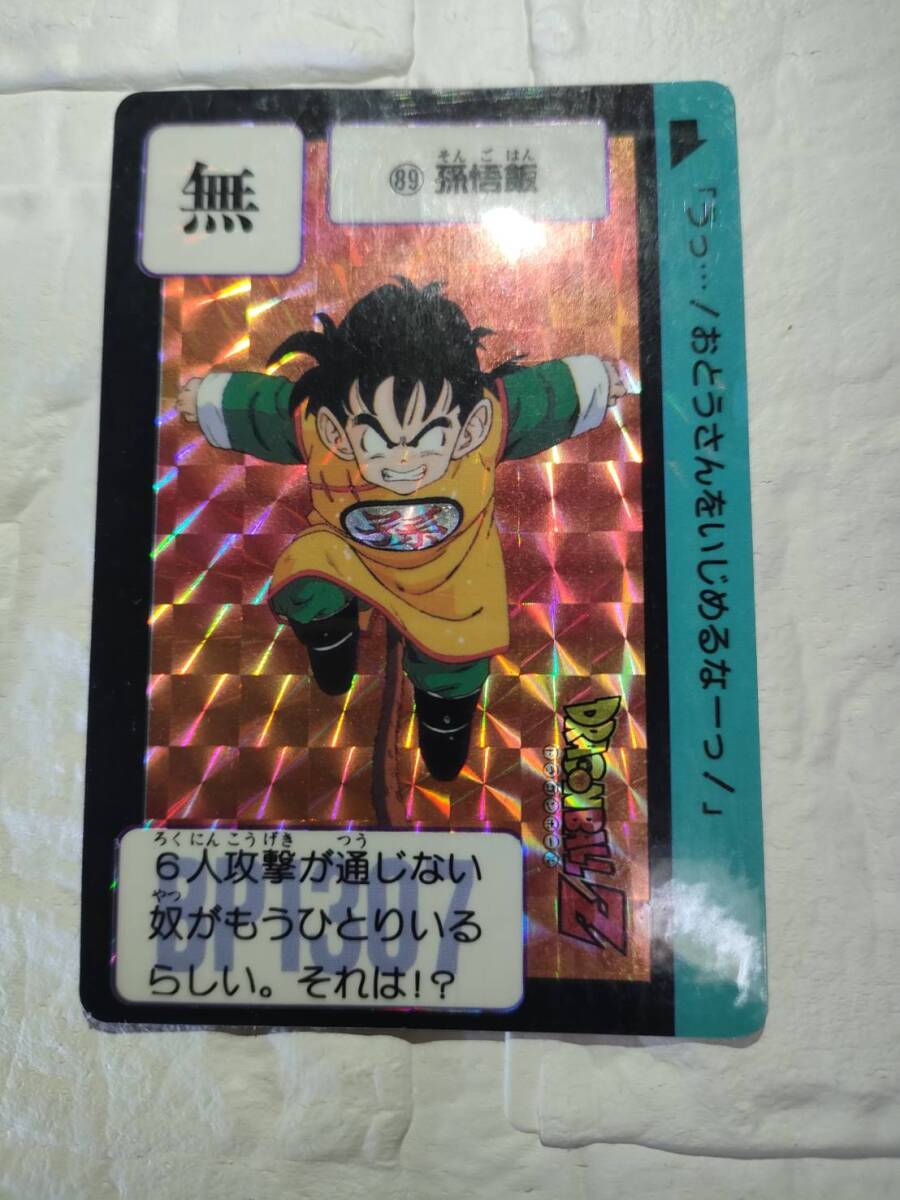 無
そん ご はん
89 孫悟飯
「うっ…!おとうさんをいじめるなーっ!」
DRAGON BALL Z
ろくにんこうげき つう
6人攻撃が通じない
やつ
奴がもうひとりいる
らしい。それは!?
BP1307